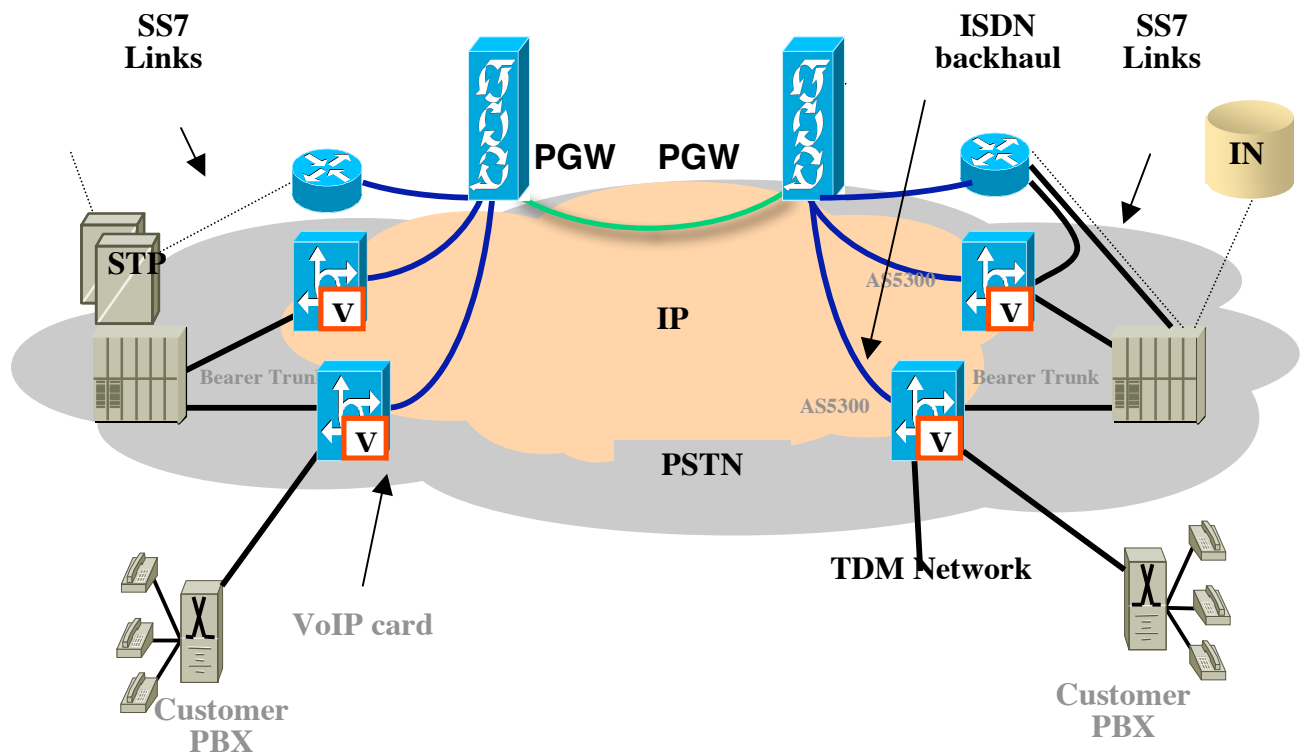 SS7
Links
ISDN
backhaul
SS7
Links
PGW
PGW
IN
STP
AS5300
V
V
IP
Bearer Trunk
Bearer Trunk
AS5300
V
V
PSTN
TDM Network
VoIP card
Customer
PBX
Customer
PBX